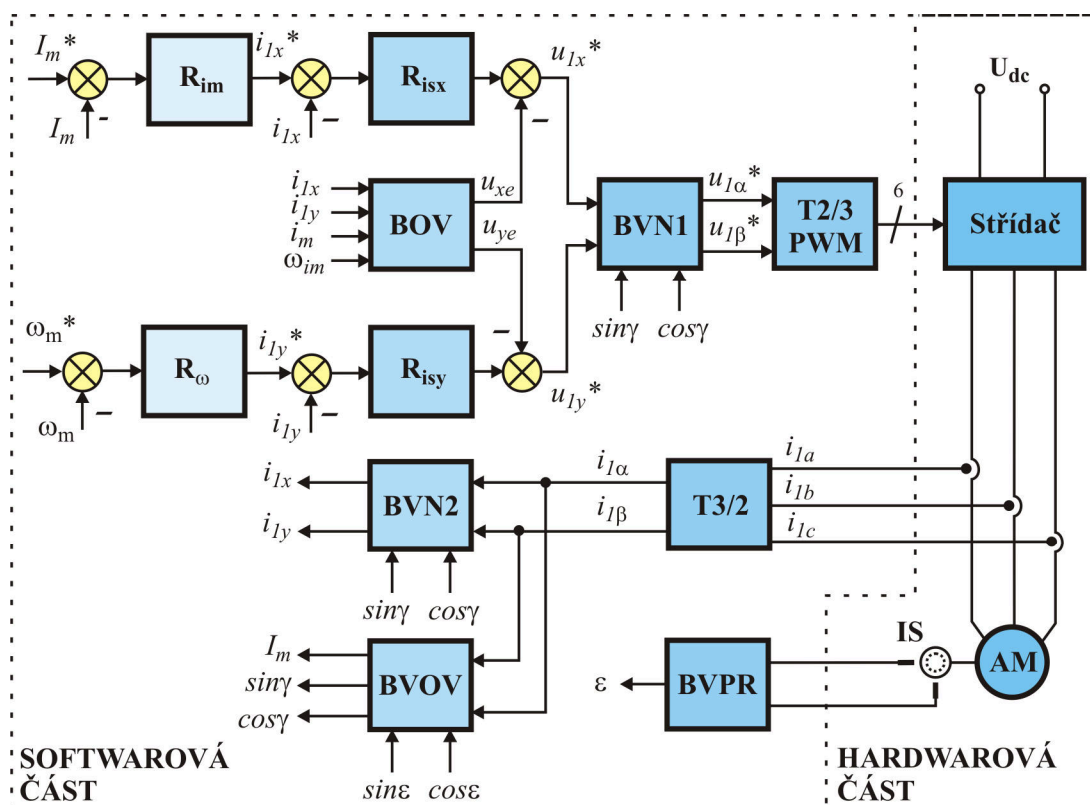 I_m*
R_im
i_1x*
R_isx
u_1x*
U_dc
I_m
-
i_1x
-
-
i_1x
i_1y
i_m
ω_im
BOV
u_xe
u_ye
BVN1
u_1α*
u_1β*
T2/3
PWM
6
Střídač
sinγ
cosγ
-
ω_m*
R_ω
i_1y*
R_isy
u_1y*
ω_m
-
i_1y
-
i_1x
i_1y
BVN2
i_1α
i_1β
T3/2
i_1a
i_1b
i_1c
sinγ
cosγ
I_m
sinγ
cosγ
BVOV
ε
BVPR
IS
AM
sinε
cosε
SOFTWAROVÁ
ČÁST
HARDWAROVÁ
ČÁST